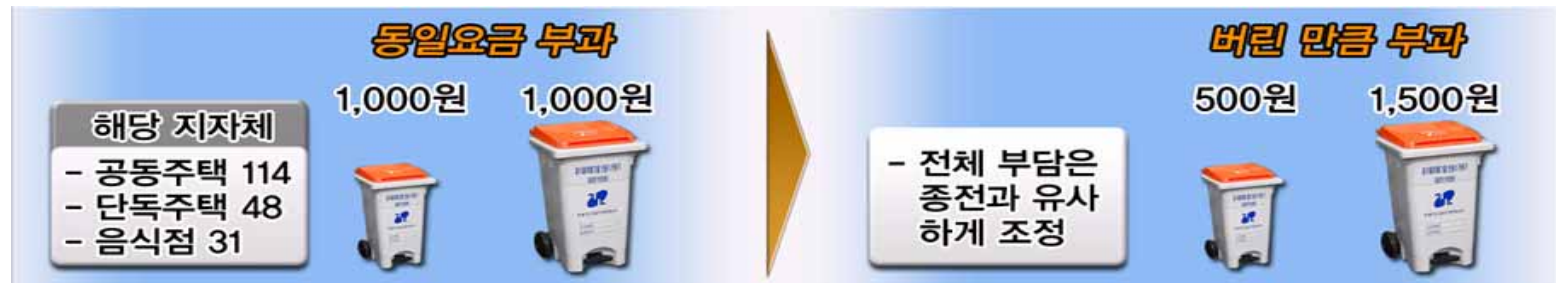 동일요금 부과
1,000원 1,000원
해당 지자체
- 공동주택 114
- 단독주택 48
- 음식점 31
버린 만큼 부과
500원 1,500원
- 전체 부담은
종전과 유사
하게 조정